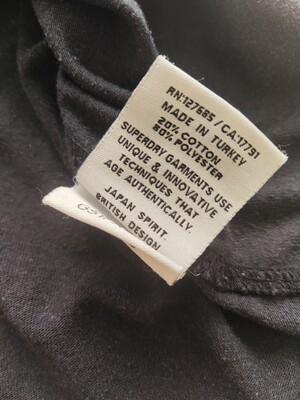 RN:127685/CA:17791
MADE IN TURKEY
20% COTTON
80% POLYESTER
SUPERDRY GARMENTS USE
UNIQUE & INNOVATIVE
TECHNIQUES THAT
AGE AUTHENTICALLY.
JAPAN SPIRIT.
BRITISH DESIGN